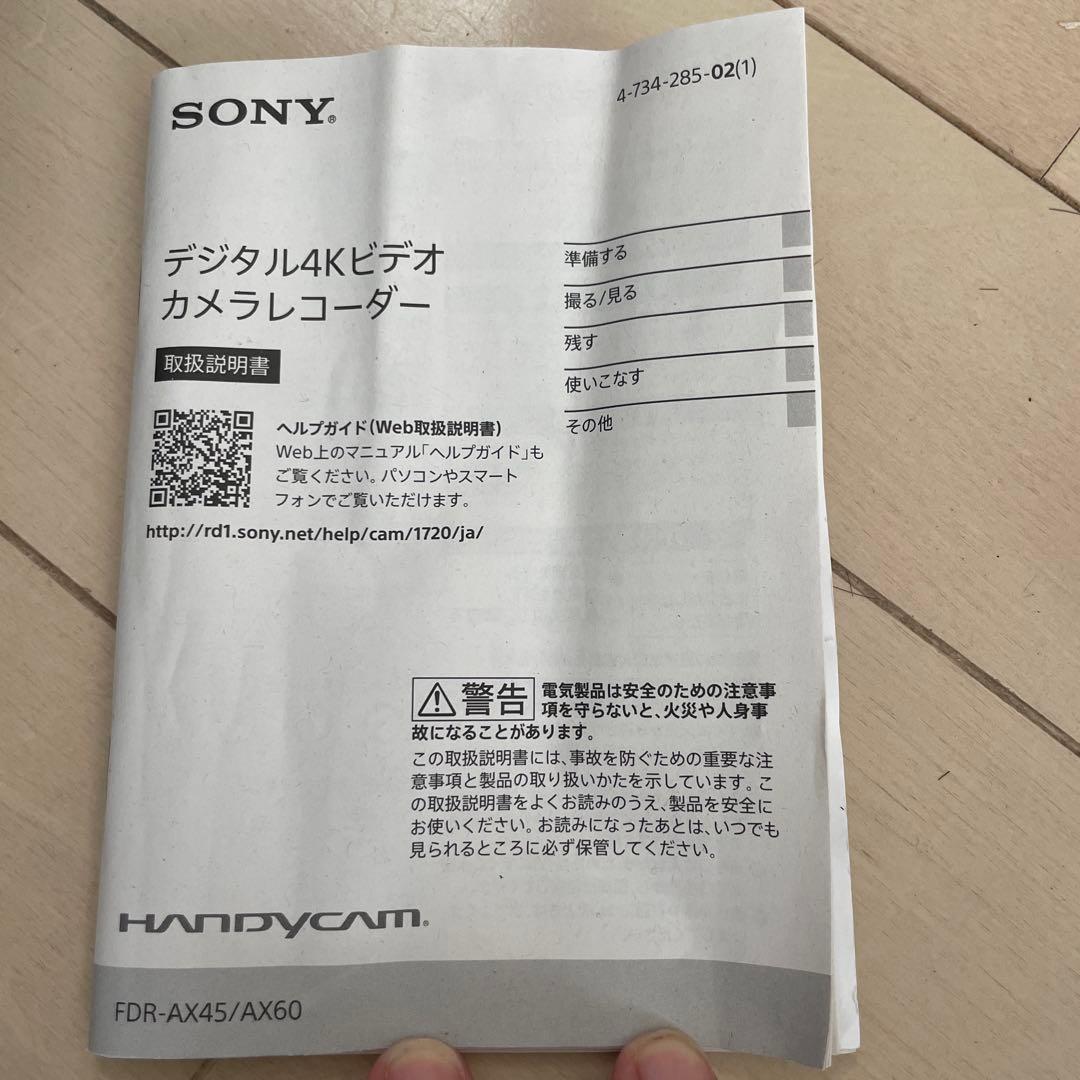 SONY®
4-734-285-02(1)
デジタル4Kビデオ
カメラレコーダー
取扱説明書
ヘルプガイド(Web取扱説明書)
Web上のマニュアル「ヘルプガイド」も
ご覧ください。パソコンやスマート
フォンでご覧いただけます。
http://rd1.sony.net/help/cam/1720/ja/
準備する
撮る/見る
残す
使いこなす
その他
警告 電気製品は安全のための注意事
項を守らないと、火災や人身事
故になることがあります。
この取扱説明書には、事故を防ぐための重要な注
意事項と製品の取り扱いかたを示しています。こ
の取扱説明書をよくお読みのうえ、製品を安全に
お使いください。お読みになったあとは、いつでも
見られるところに必ず保管してください。
HANDYCAM®
FDR-AX45/AX60